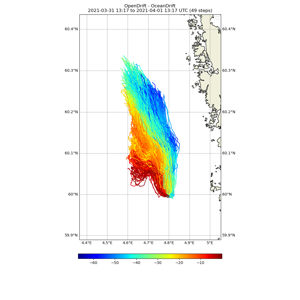 OpenDrift - OceanDrift
2021-03-31 13:17 to 2021-04-01 13:17 UTC (49 steps)
60.4°N 60.4°N
60.3°N 60.3°N
60.2°N 60.2°N
60.1°N 60.1°N
60°N 60°N
59.9°N 59.9°N
4.4°E 4.5°E 4.6°E 4.7°E 4.8°E 4.9°E 5°E
−60 −50 −40 −30 −20 −10